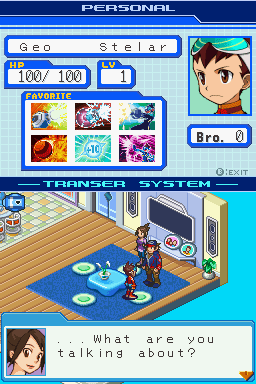 PERSONAL
Geo Stelar
HP
100/ 100
LV
1
FAVORITE
+10
Bro. 0
B:EXIT
TRANSER SYSTEM
...What are you
talking about?